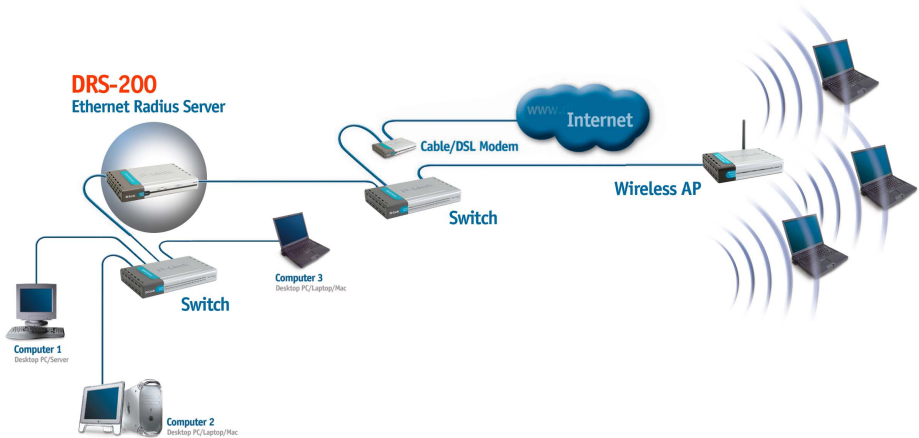 DRS-200
Ethernet Radius Server
www.
Internet
Cable/DSL Modem
Wireless AP
Switch
Computer 3
Desktop PC/Laptop/Mac
Switch
Computer 1
Desktop PC/Server
Computer 2
Desktop PC/Laptop/Mac